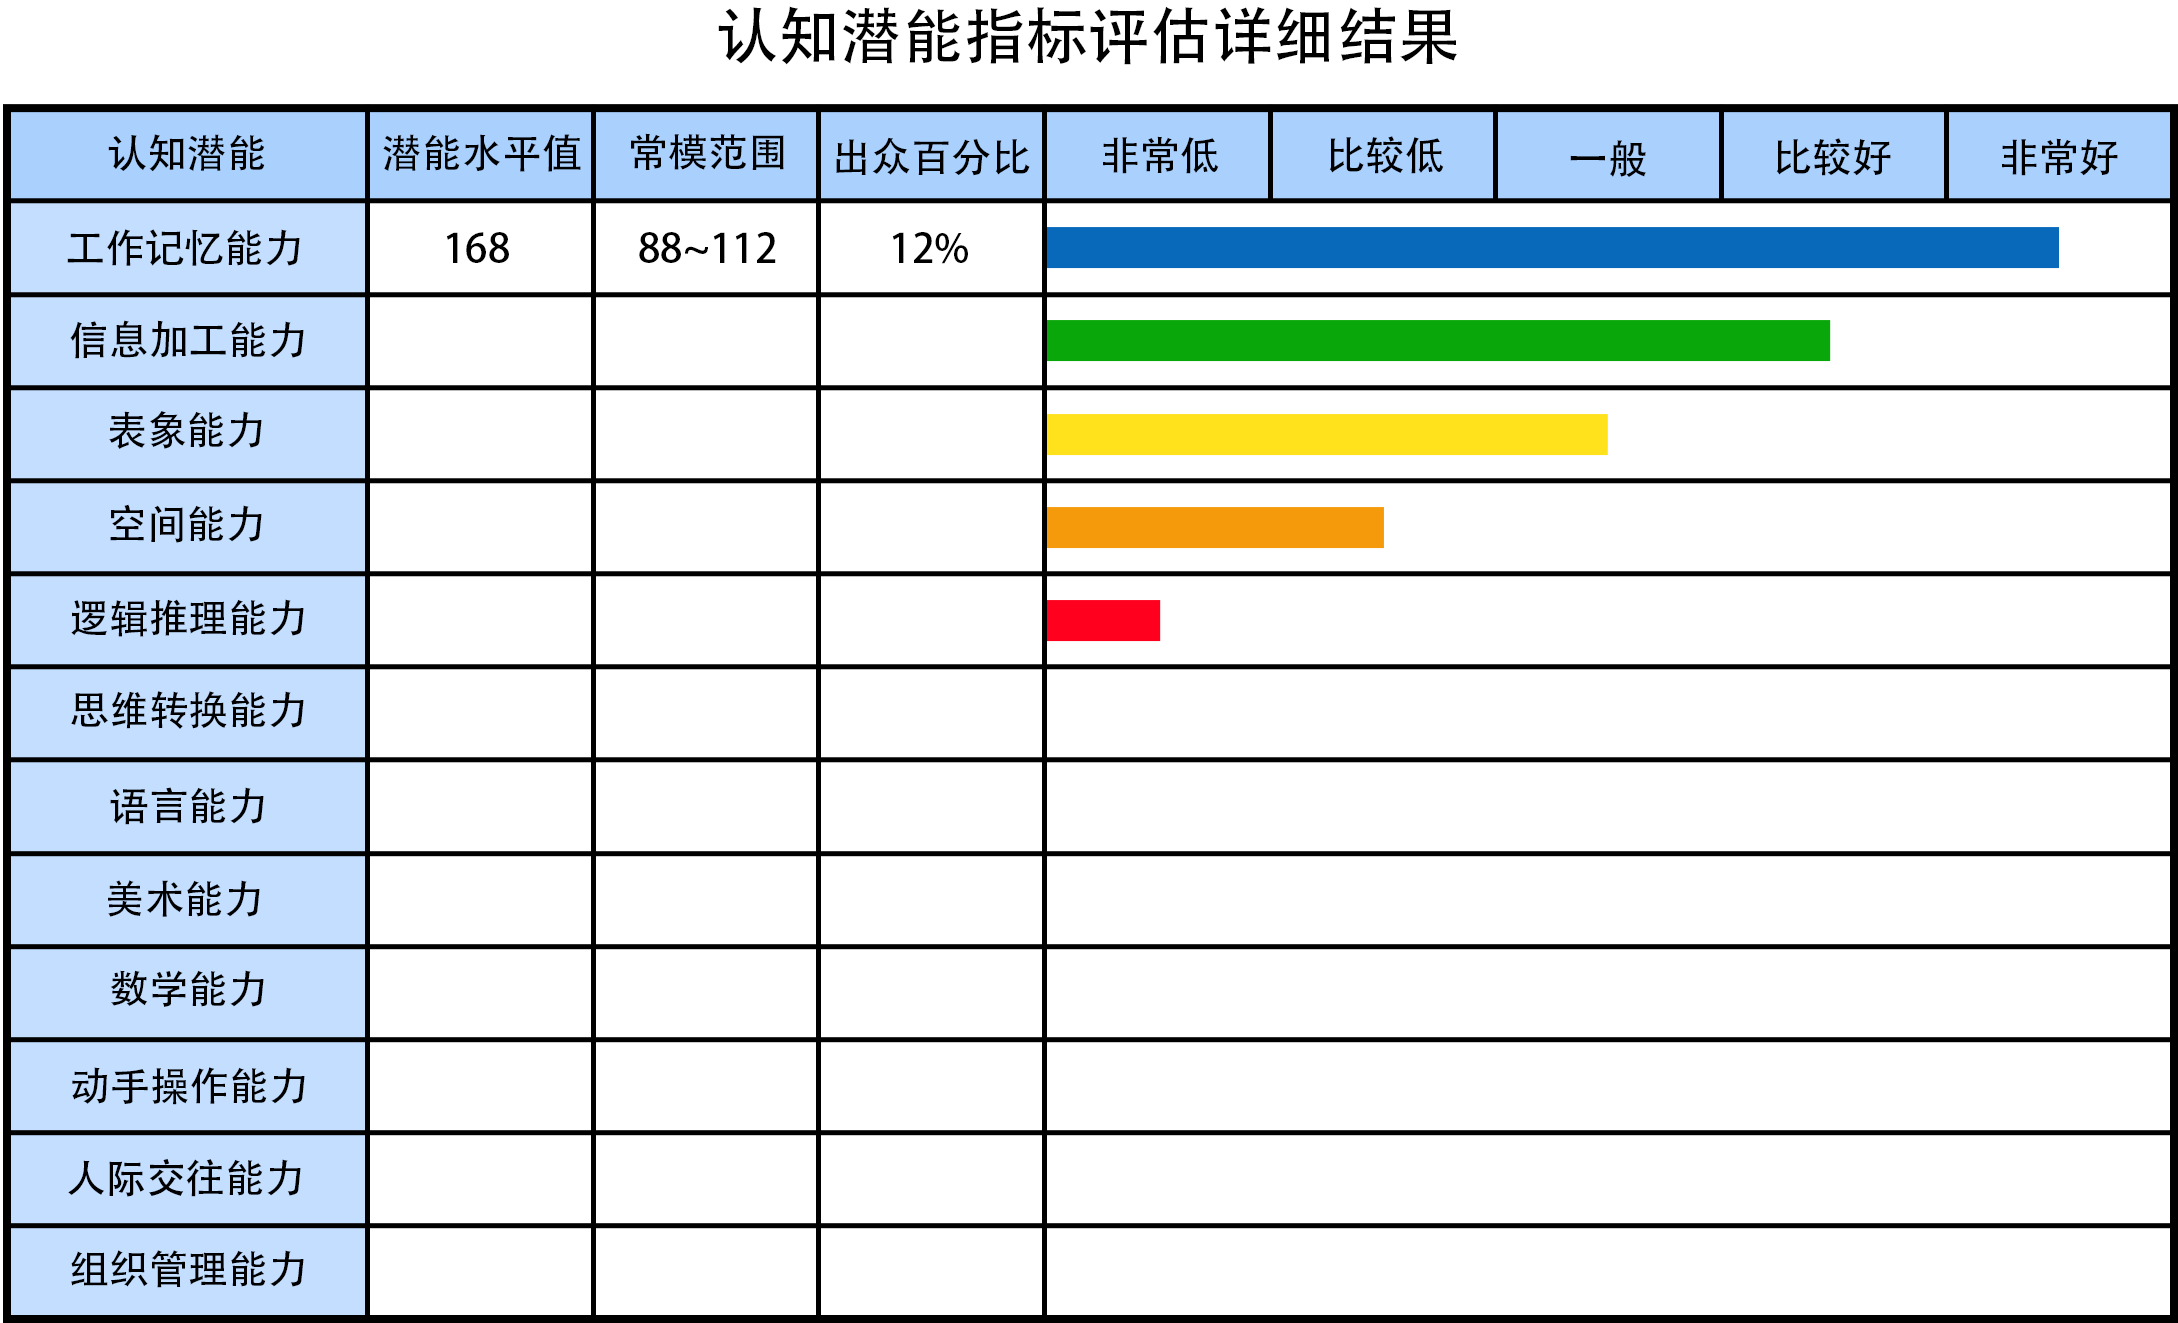 认知潜能指标评估详细结果
认知潜能 潜能水平值 常模范围 出众百分比 非常低 比较低 一般 比较好 非常好
工作记忆能力 168 88~112 12%
信息加工能力
表象能力
空间能力
逻辑推理能力
思维转换能力
语言能力
美术能力
数学能力
动手操作能力
人际交往能力
组织管理能力